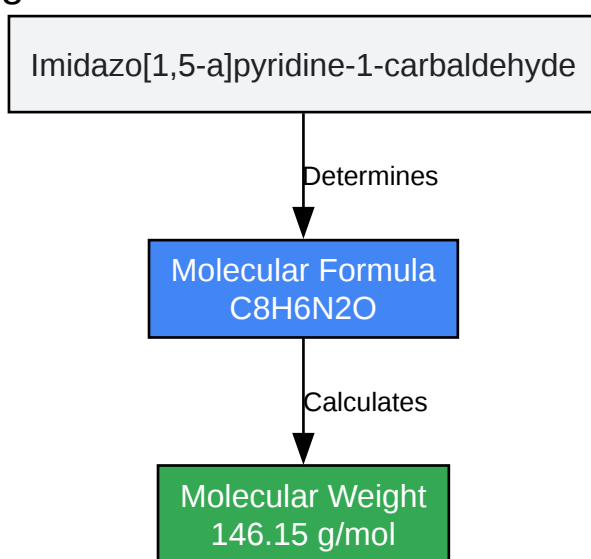 Imidazo[1,5-a]pyridine-1-carbaldehyde
Determines
Molecular Formula
C8H6N2O
Calculates
Molecular Weight
146.15 g/mol